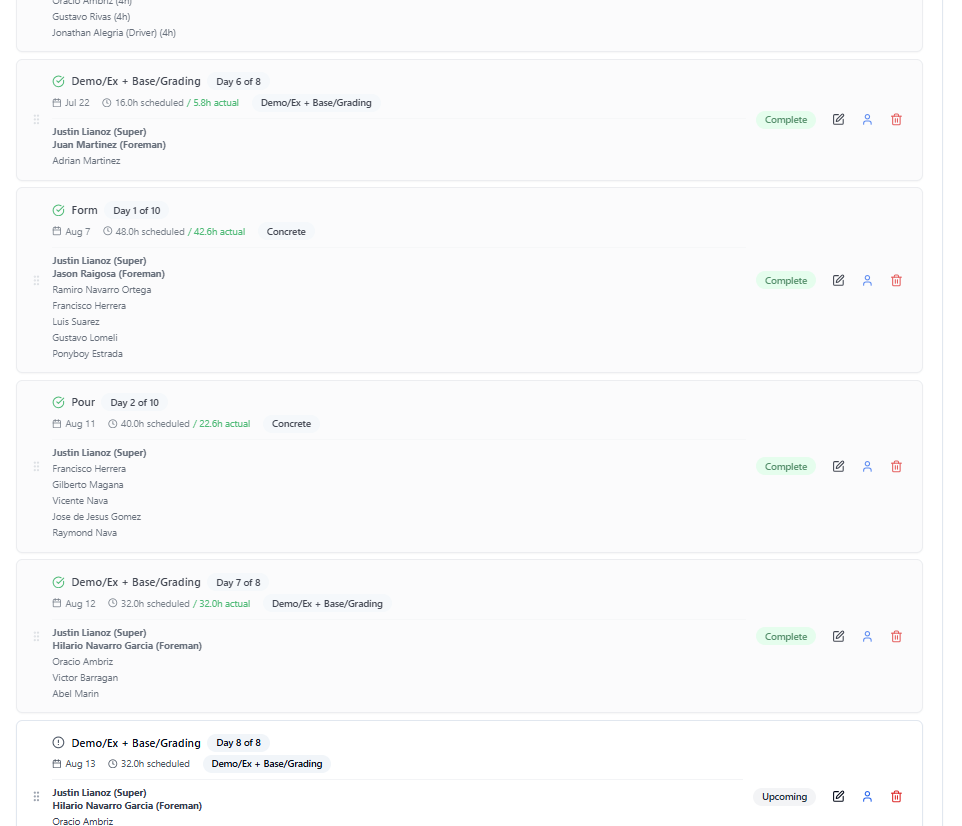 Oracio Ambriz (4h)
Gustavo Rivas (4h)
Jonathan Alegria (Driver) (4h)
Demo/Ex + Base/Grading Day 6 of 8
Jul 22 16.0h scheduled / 5.8h actual Demo/Ex + Base/Grading
Complete
Justin Lianoz (Super)
Juan Martinez (Foreman)
Adrian Martinez
Form Day 1 of 10
Aug 7 48.0h scheduled / 42.6h actual Concrete
Justin Lianoz (Super)
Jason Raigosa (Foreman)
Complete
Ramiro Navarro Ortega
Francisco Herrera
Luis Suarez
Gustavo Lomeli
Ponyboy Estrada
Pour Day 2 of 10
Aug 11 40.0h scheduled / 22.6h actual Concrete
Justin Lianoz (Super)
Complete
Francisco Herrera
Gilberto Magana
Vicente Nava
Jose de Jesus Gomez
Raymond Nava
Demo/Ex + Base/Grading Day 7 of 8
Aug 12 32.0h scheduled / 32.0h actual Demo/Ex + Base/Grading
Justin Lianoz (Super)
Complete
Hilario Navarro Garcia (Foreman)
Oracio Ambriz
Victor Barragan
Abel Marin
Demo/Ex + Base/Grading Day 8 of 8
Aug 13 32.0h scheduled Demo/Ex + Base/Grading
Justin Lianoz (Super)
Upcoming
Hilario Navarro Garcia (Foreman)
Oracio Ambriz